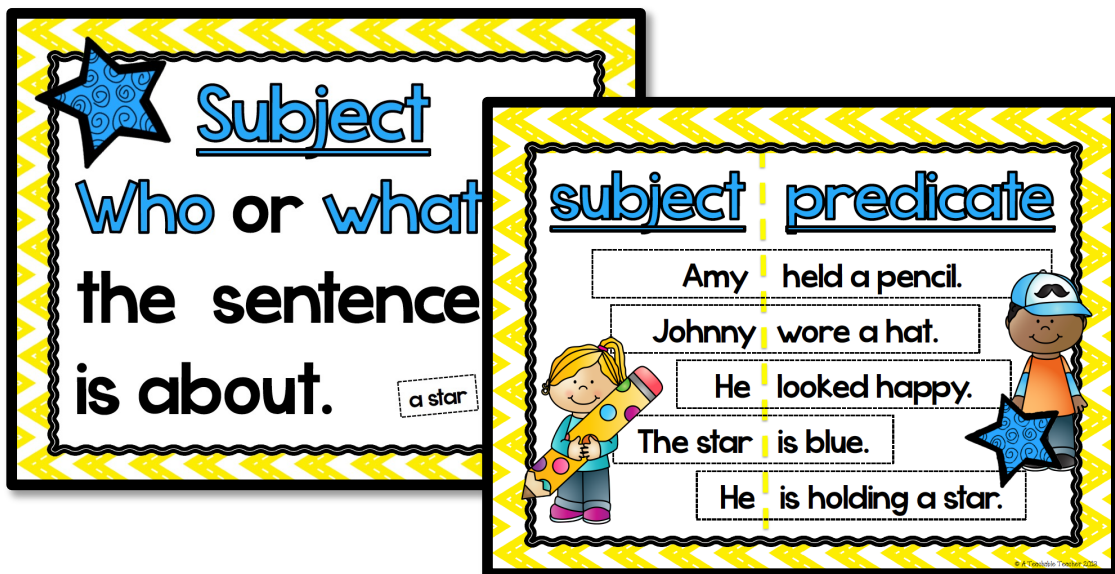 Subject
Who or what
the sentence
is about.
a star
subject predicate
Amy held a pencil.
Johnny wore a hat.
He looked happy.
The star is blue.
He is holding a star.
© A Teachable Teacher 2013